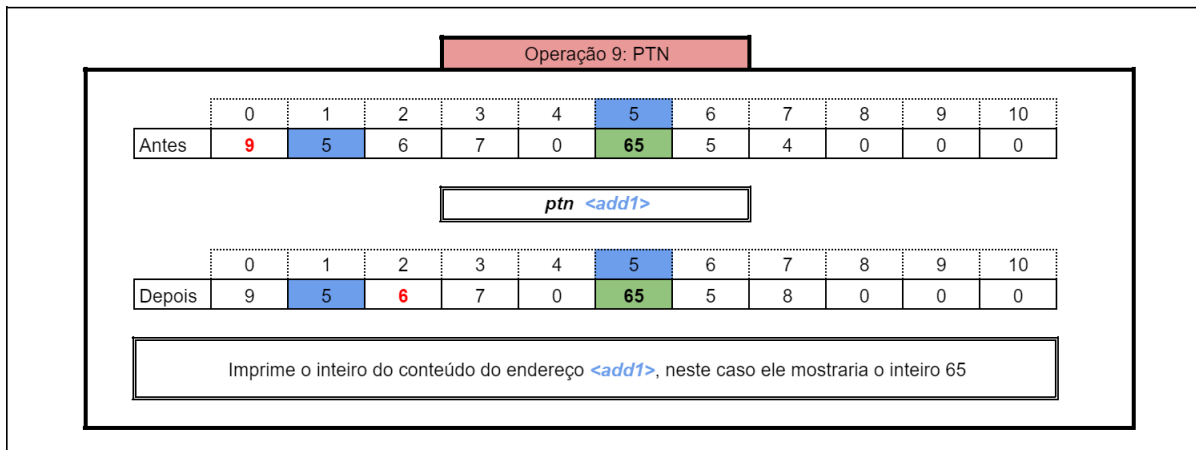 Operação 9: PTN
0 1 2 3 4 5 6 7 8 9 10
Antes 9 5 6 7 0 65 5 4 0 0 0
ptn <add1>
0 1 2 3 4 5 6 7 8 9 10
Depois 9 5 6 7 0 65 5 8 0 0 0
Imprime o inteiro do conteúdo do endereço <add1>, neste caso ele mostraria o inteiro 65